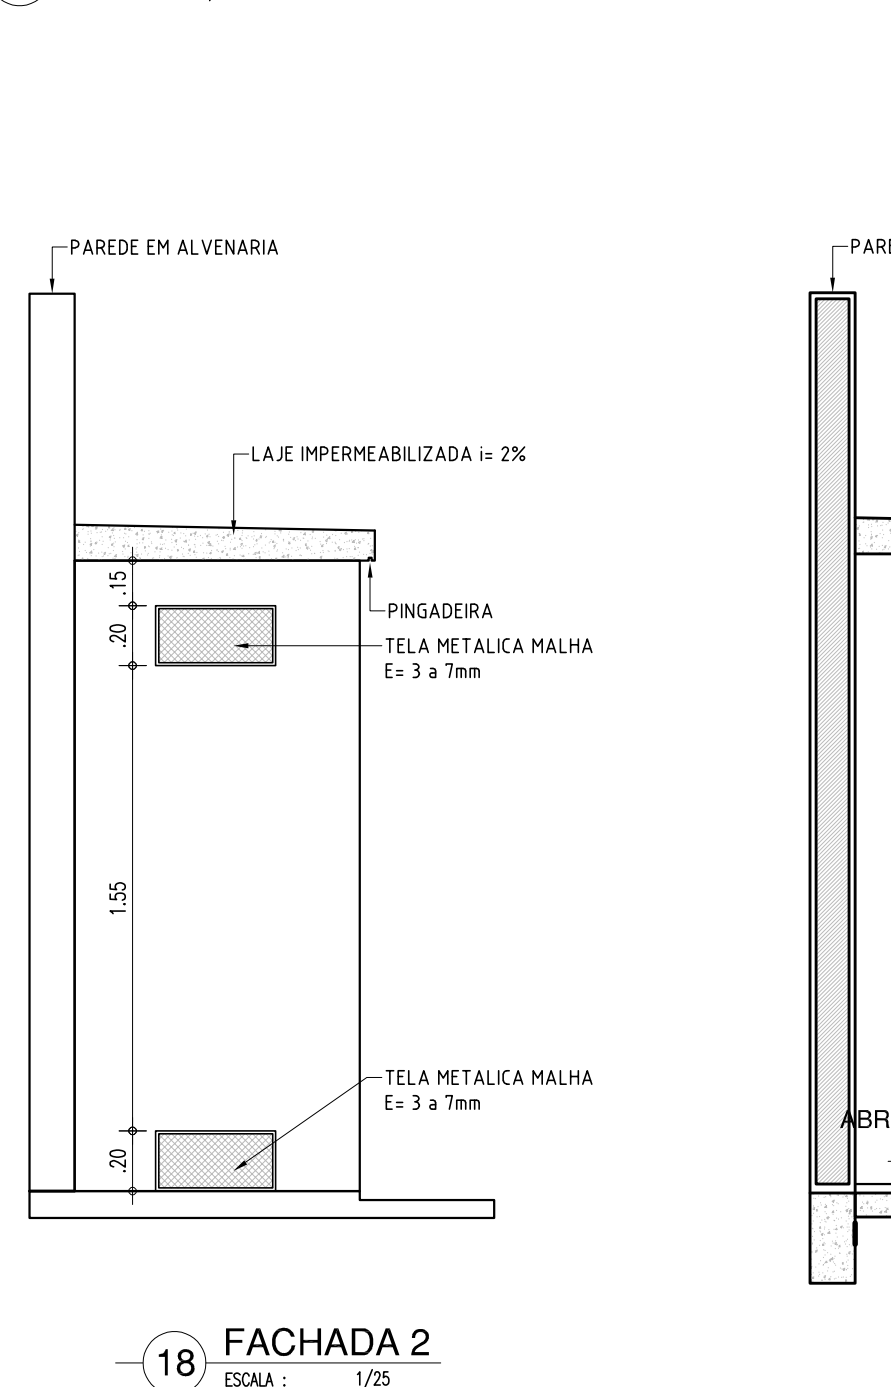 PAREDE EM ALVENARIA
LAJE IMPERMEABILIZADA i= 2%
.15
PINGADEIRA
.20
TELA METALICA MALHA
E= 3 a 7mm
1.55
TELA METALICA MALHA
E= 3 a 7mm
.20
18
FACHADA 2
ESCALA : 1/25
PARE
ABR